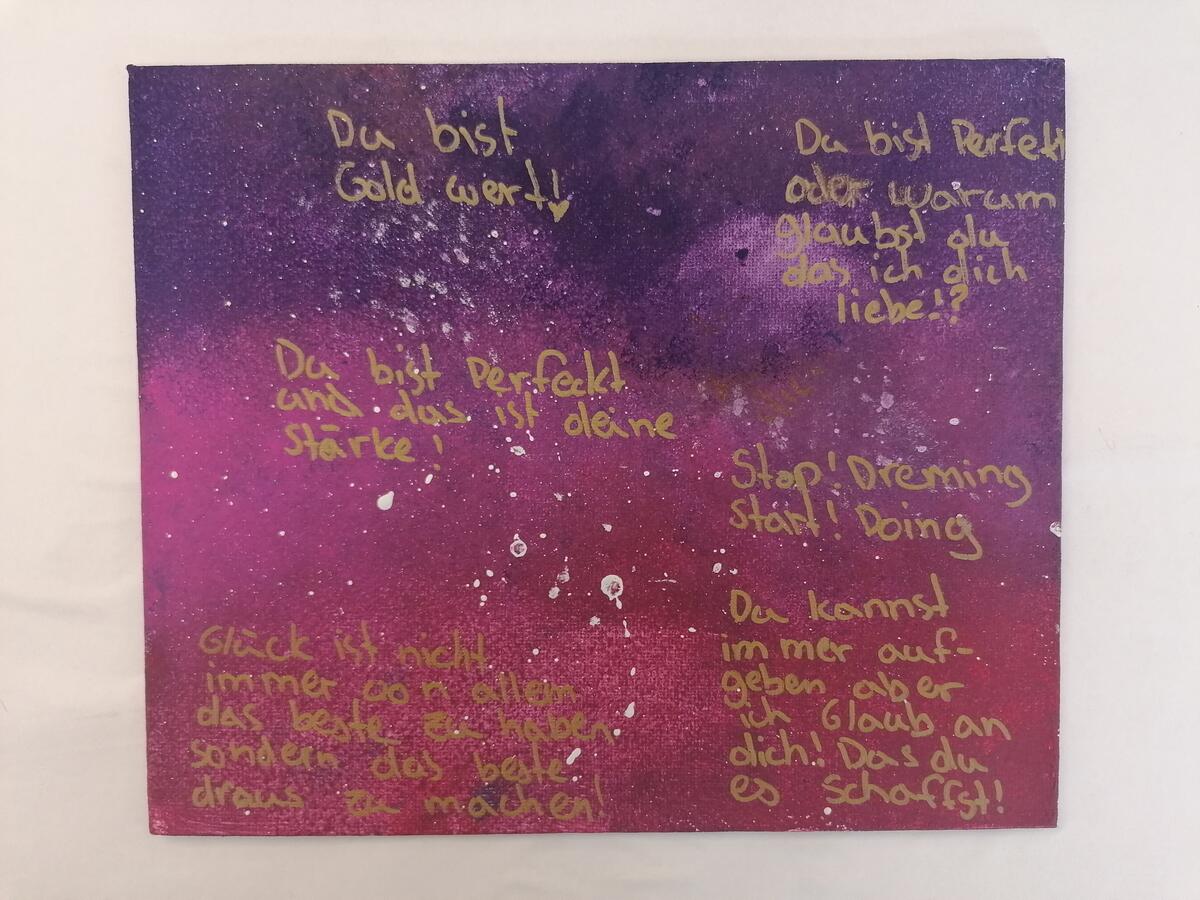 Du bist
Gold wert!
Du bist Perfekt
oder warum
glaubst du
das ich dich
liebe!?
Du bist Perfeckt
und das ist deine
Stärke!
Stop! Dreming
Start! Doing
Glück ist nicht
immer von allem
das beste zu haben
sondern das beste
draus zu machen!
Du kannst
immer auf-
geben aber
ich Glaub an
dich! Das du
es schaffst!